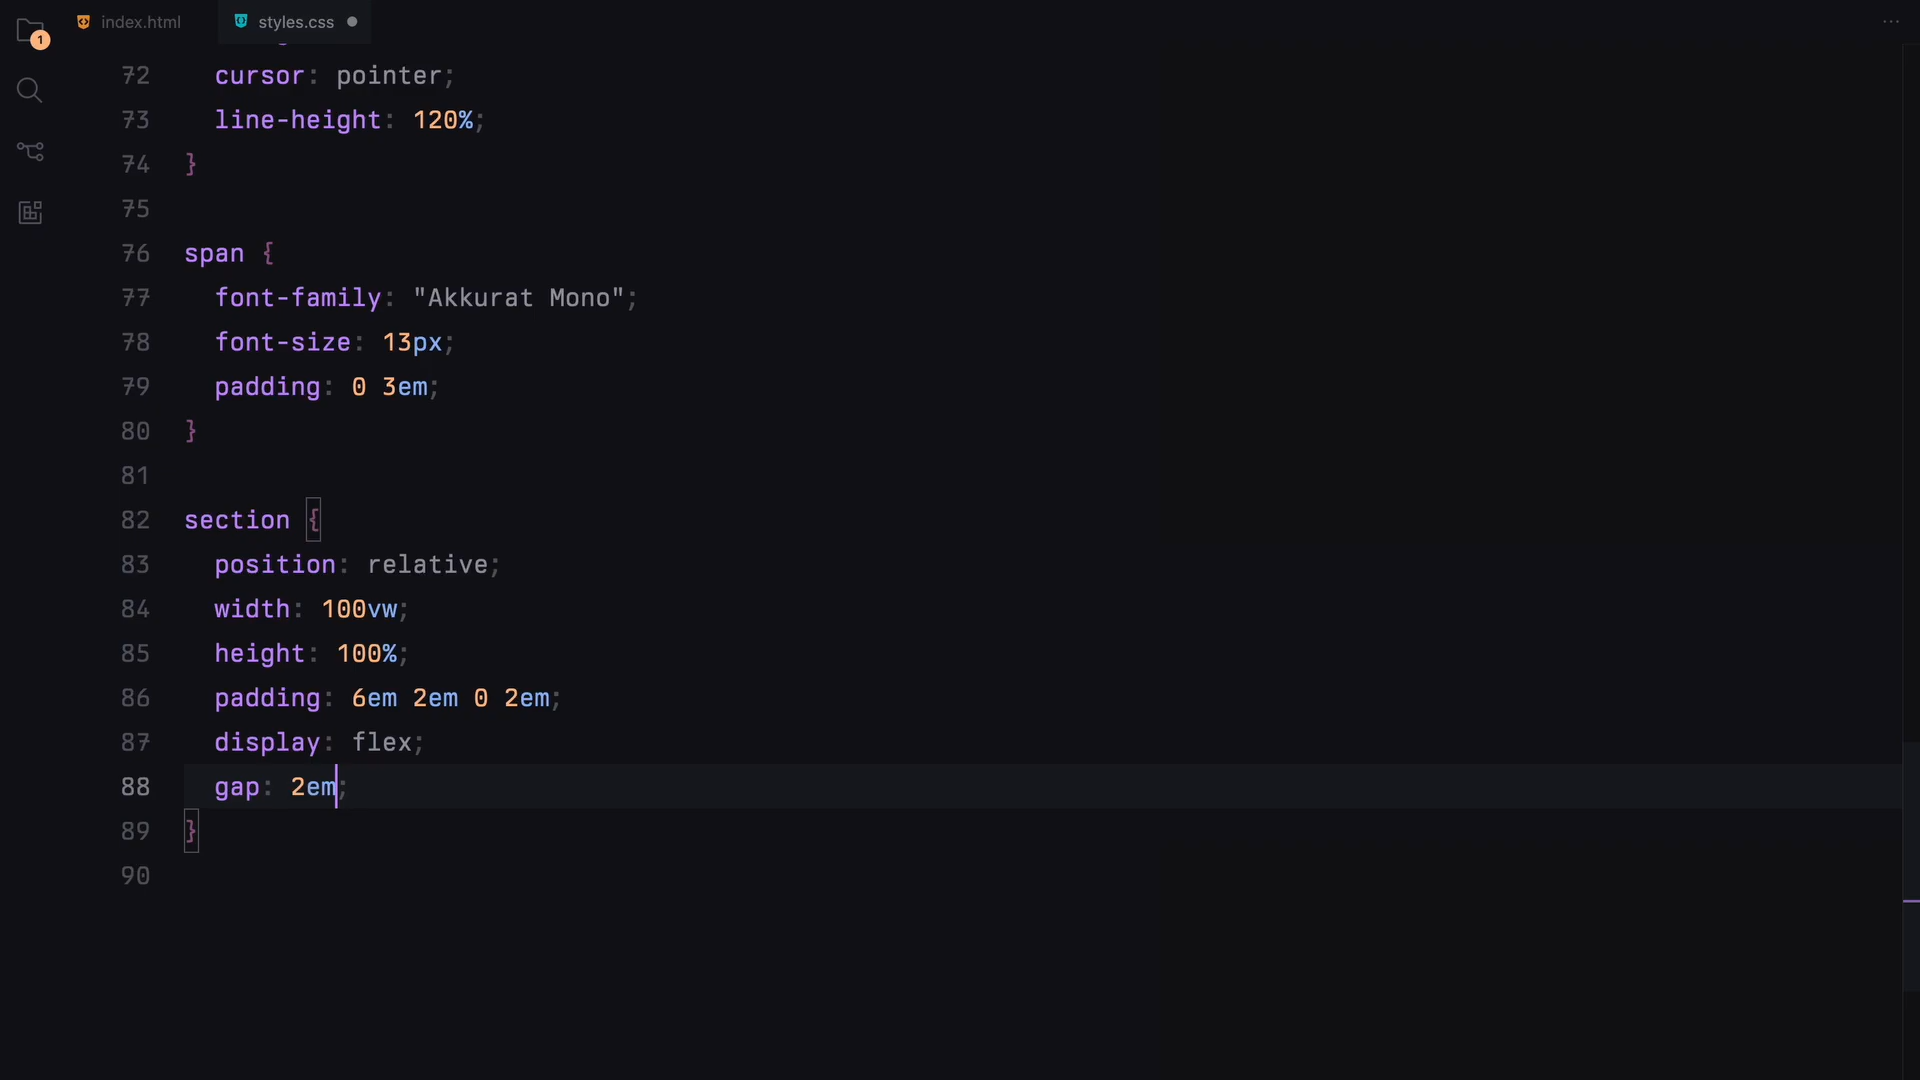 index.html
styles.css
1
72 cursor: pointer;
73 line-height: 120%;
74 }
75
76 span {
77 font-family: "Akkurat Mono";
78 font-size: 13px;
79 padding: 0 3em;
80 }
81
82 section {
83 position: relative;
84 width: 100vw;
85 height: 100%;
86 padding: 6em 2em 0 2em;
87 display: flex;
88 gap: 2em;
89 }
90